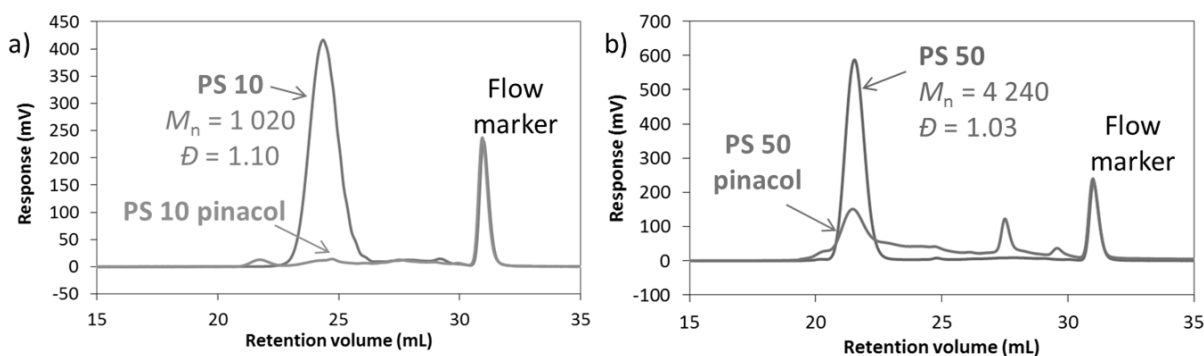 a)
Response (mV)
450
400
350
300
250
200
150
100
50
0
-50
PS 10
Mn = 1 020
Đ = 1.10
PS 10 pinacol
Flow
marker
15
20
25
30
35
Retention volume (mL)
b)
Response (mV)
700
600
500
400
300
200
100
0
-100
PS 50
Mn = 4 240
Đ = 1.03
PS 50
pinacol
Flow
marker
15
20
25
30
35
Retention volume (mL)